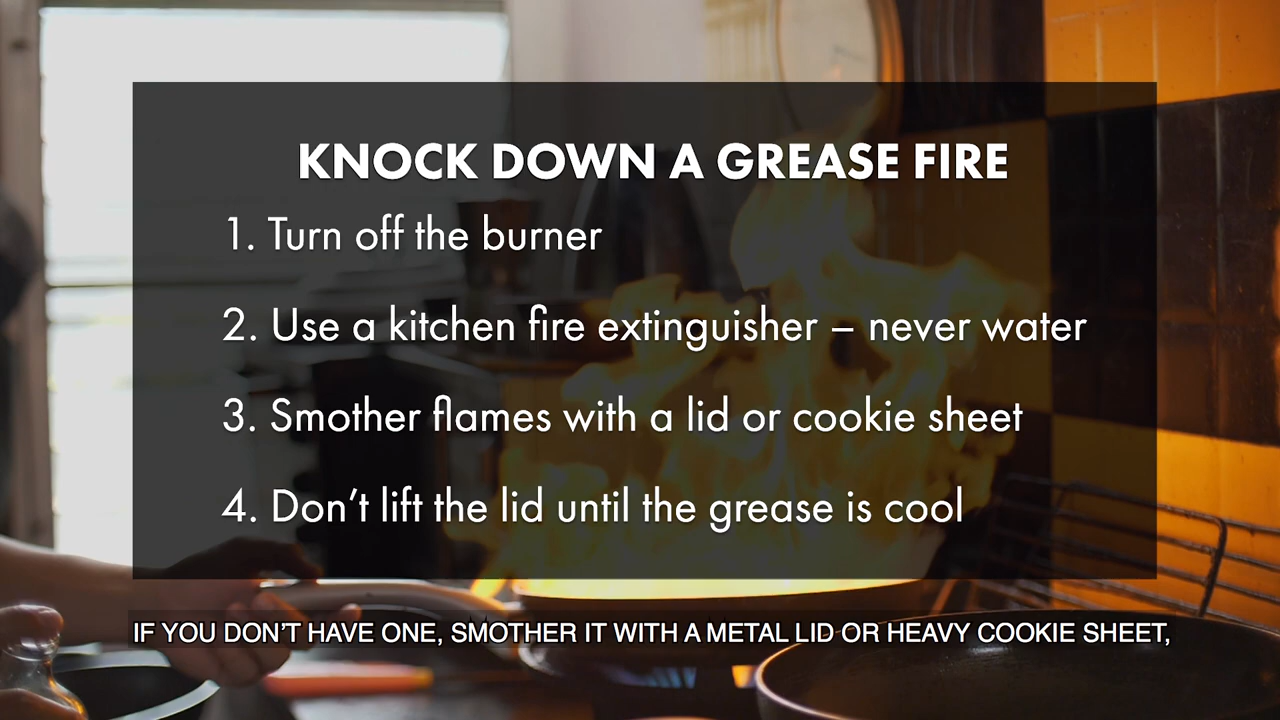 KNOCK DOWN A GREASE FIRE
1. Turn off the burner
2. Use a kitchen fire extinguisher – never water
3. Smother flames with a lid or cookie sheet
4. Don’t lift the lid until the grease is cool
IF YOU DON’T HAVE ONE, SMOTHER IT WITH A METAL LID OR HEAVY COOKIE SHEET,